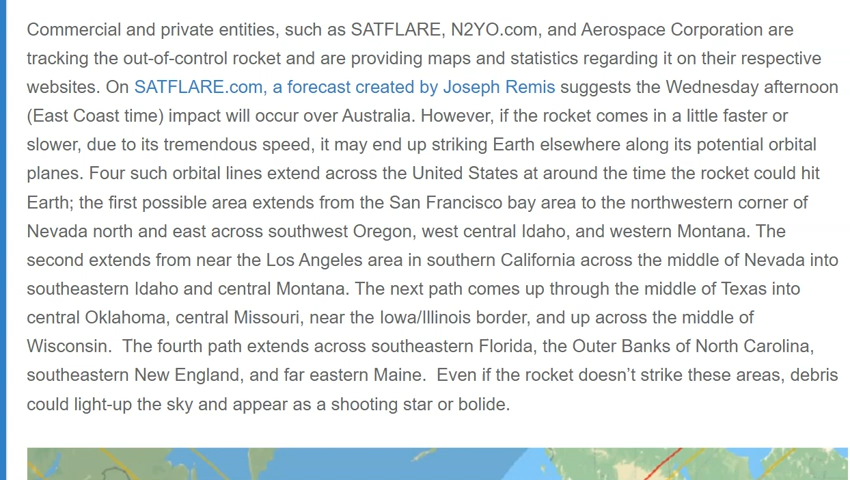 Commercial and private entities, such as SATFLARE, N2YO.com, and Aerospace Corporation are
tracking the out-of-control rocket and are providing maps and statistics regarding it on their respective
websites. On SATFLARE.com, a forecast created by Joseph Remis suggests the Wednesday afternoon
(East Coast time) impact will occur over Australia. However, if the rocket comes in a little faster or
slower, due to its tremendous speed, it may end up striking Earth elsewhere along its potential orbital
planes. Four such orbital lines extend across the United States at around the time the rocket could hit
Earth; the first possible area extends from the San Francisco bay area to the northwestern corner of
Nevada north and east across southwest Oregon, west central Idaho, and western Montana. The
second extends from near the Los Angeles area in southern California across the middle of Nevada into
southeastern Idaho and central Montana. The next path comes up through the middle of Texas into
central Oklahoma, central Missouri, near the Iowa/Illinois border, and up across the middle of
Wisconsin.  The fourth path extends across southeastern Florida, the Outer Banks of North Carolina,
southeastern New England, and far eastern Maine.  Even if the rocket doesn’t strike these areas, debris
could light-up the sky and appear as a shooting star or bolide.